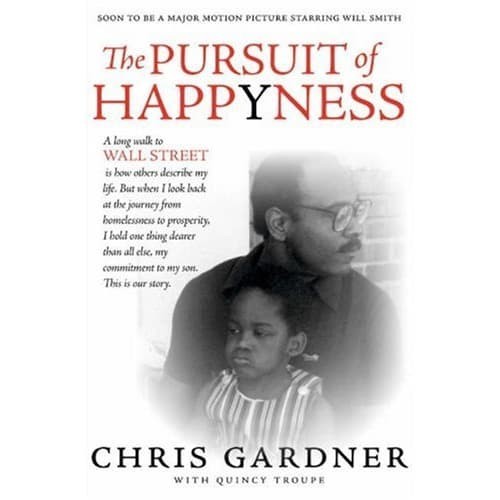 SOON TO BE A MAJOR MOTION PICTURE STARRING WILL SMITH
The PURSUIT of
HAPPYNESS
A long walk to
WALL STREET
is how others describe my
life. But when I look back
at the journey from
homelessness to prosperity,
I hold one thing dearer
than all else, my
commitment to my son.
This is our story.
CHRIS GARDNER
WITH QUINCY TROUPE